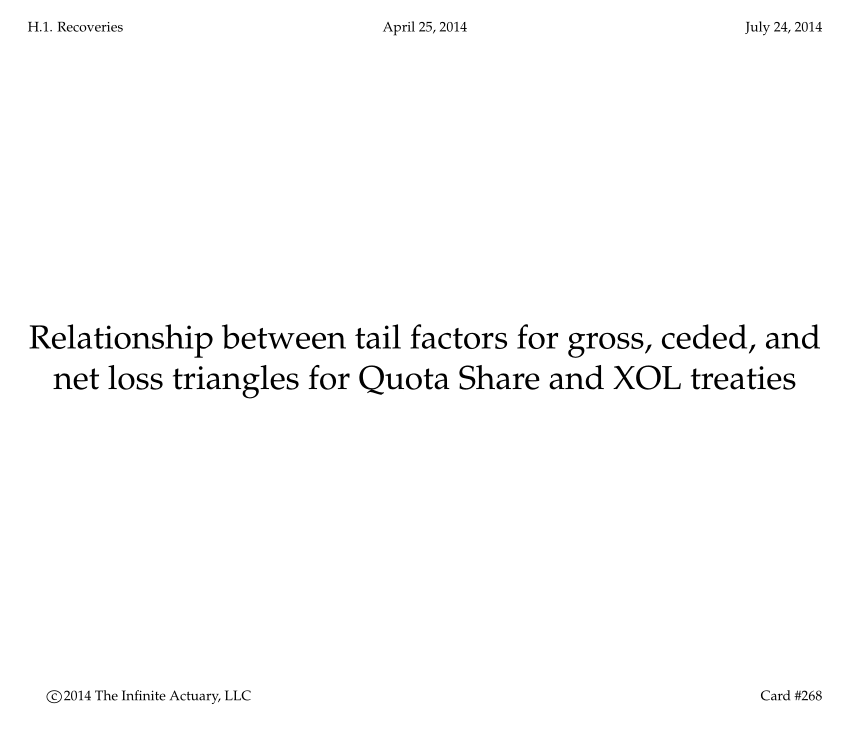 H.1. Recoveries April 25, 2014 July 24, 2014
Relationship between tail factors for gross, ceded, and
net loss triangles for Quota Share and XOL treaties
©2014 The Infinite Actuary, LLC Card #268